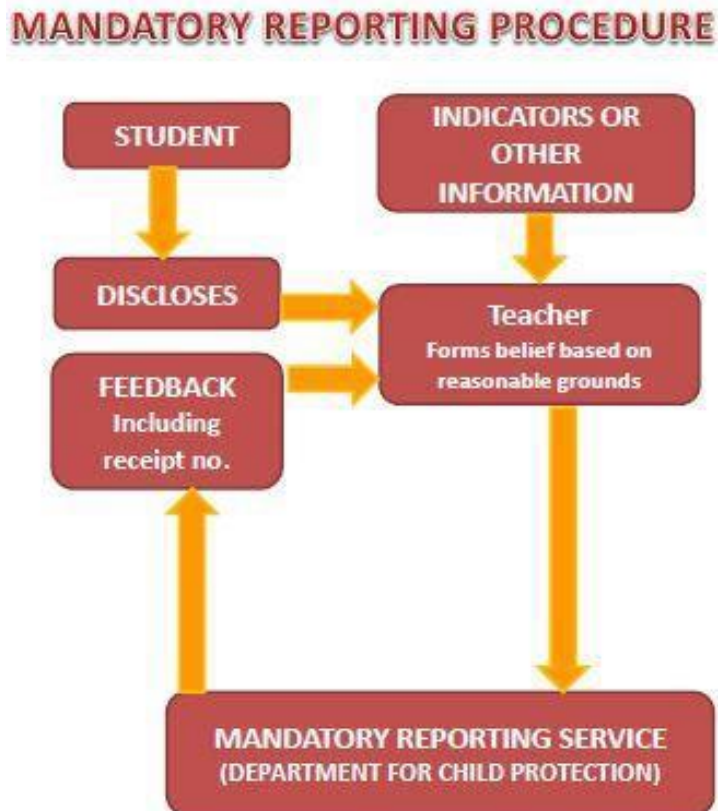 MANDATORY REPORTING PROCEDURE
STUDENT
INDICATORS OR
OTHER
INFORMATION
DISCLOSES
Teacher
Forms belief based on
reasonable grounds
FEEDBACK
Including
receipt no.
MANDATORY REPORTING SERVICE
(DEPARTMENT FOR CHILD PROTECTION)